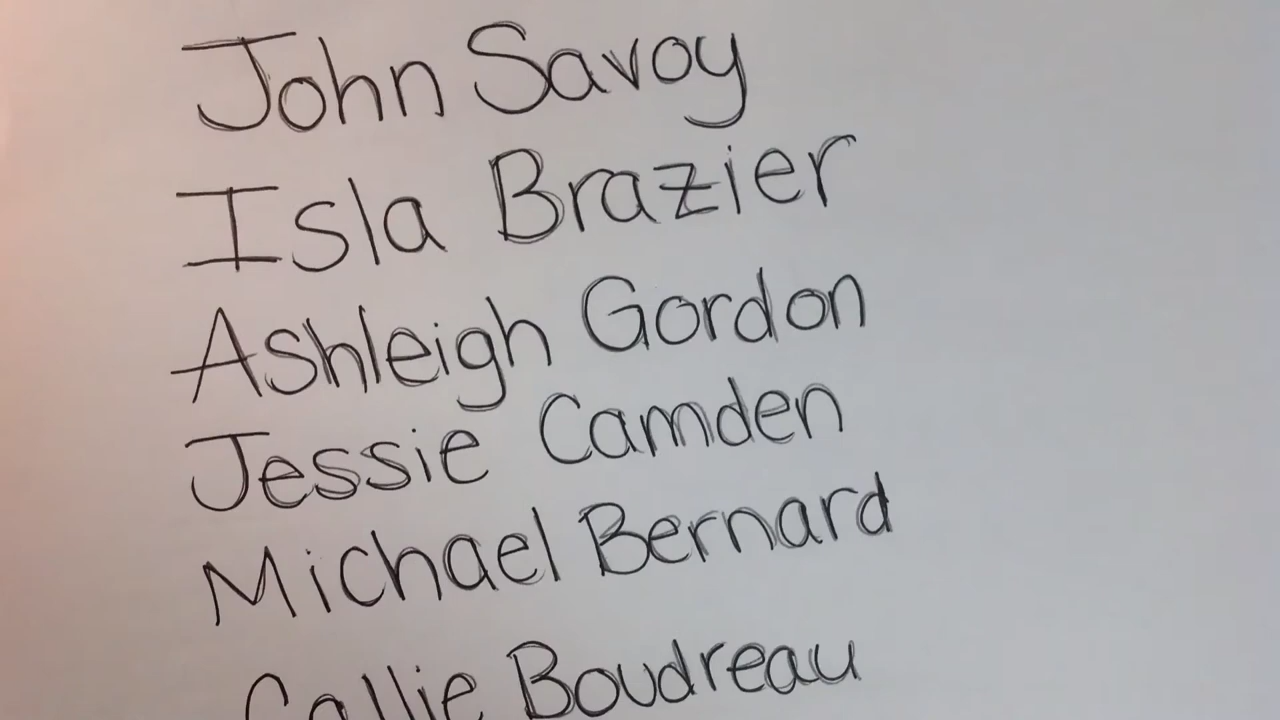 John Savoy
Isla Brazier
Ashleigh Gordon
Jessie Camden
Michael Bernard
Callie Boudreau